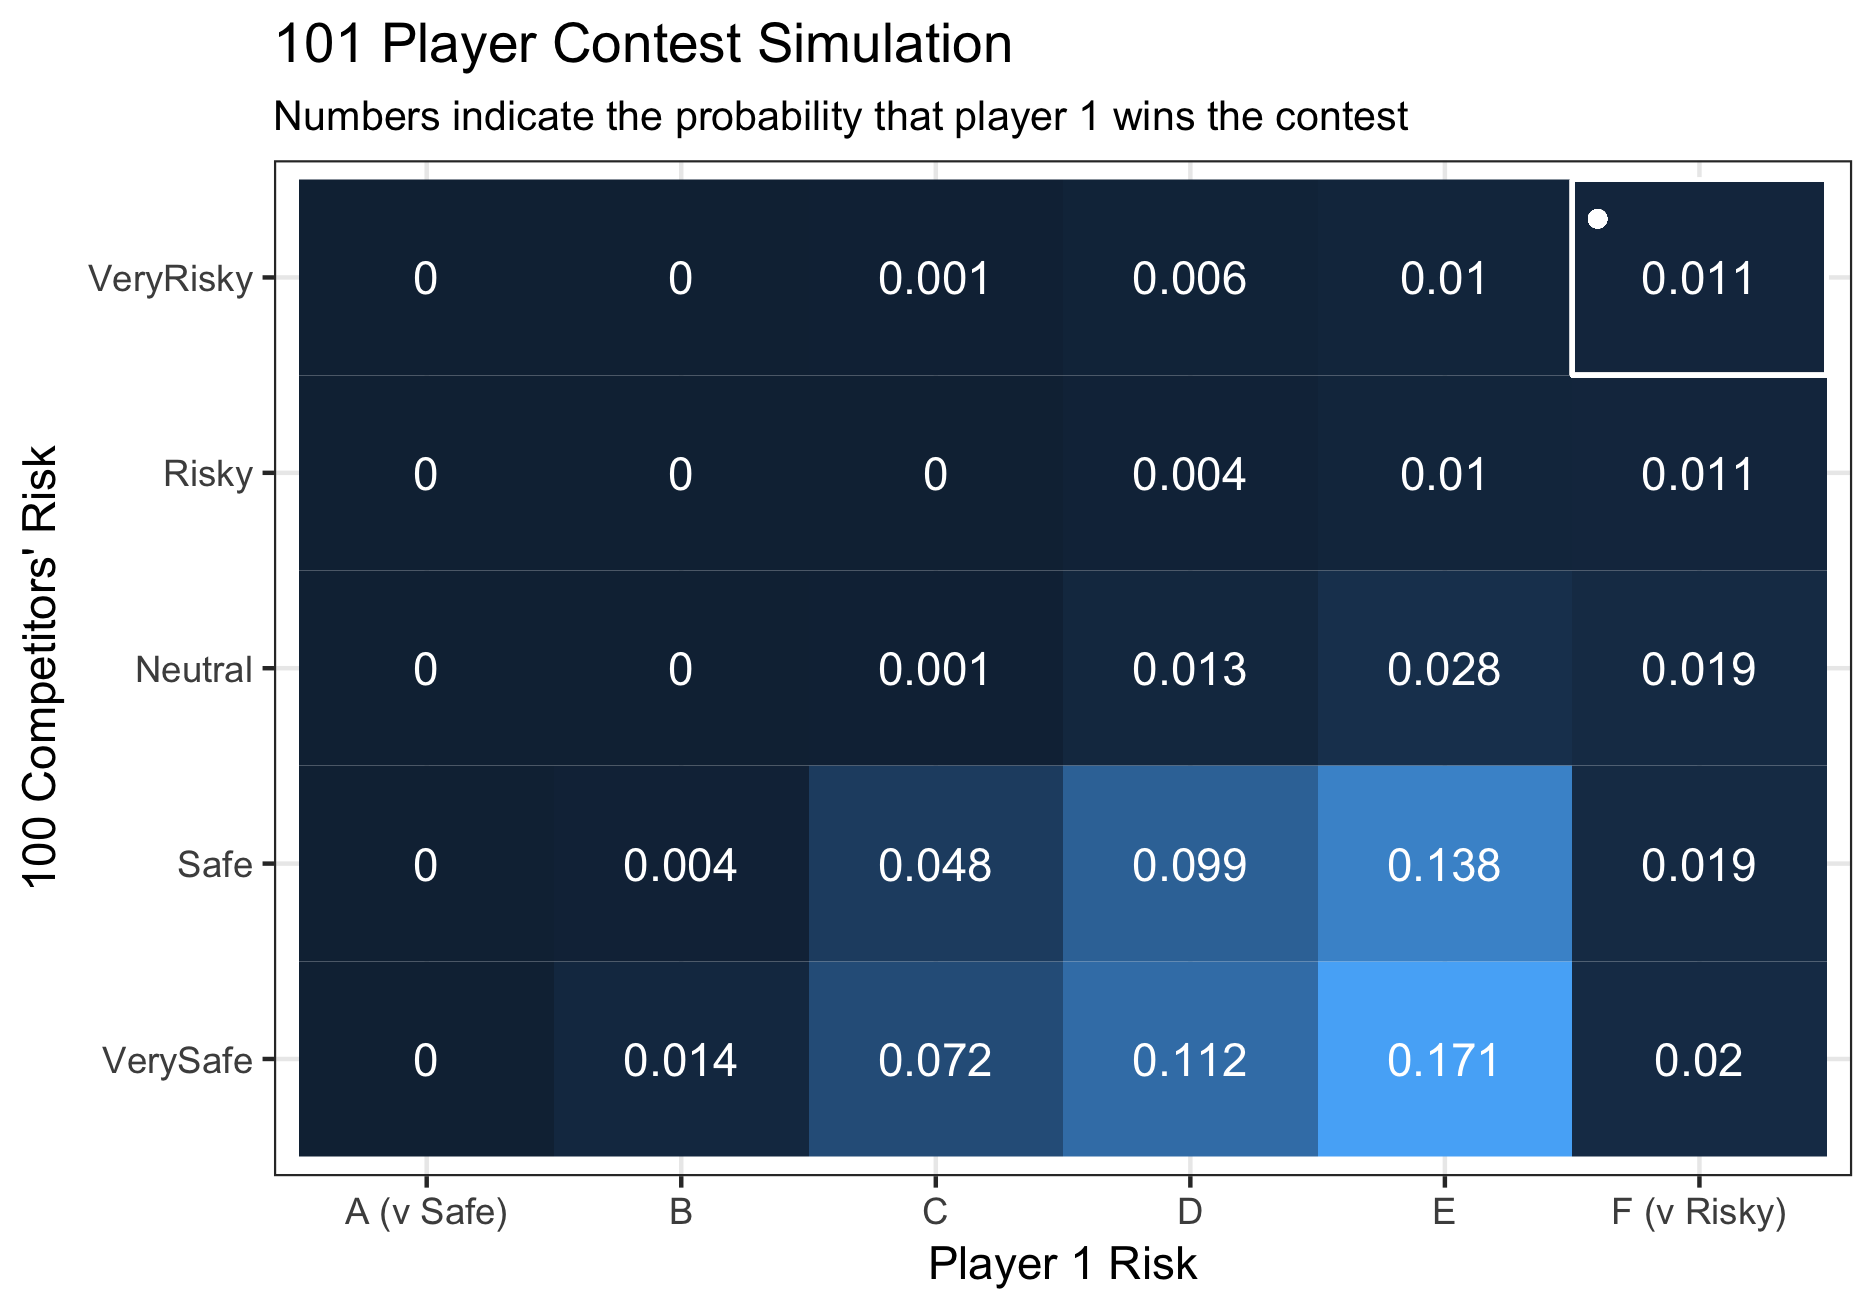 101 Player Contest Simulation
Numbers indicate the probability that player 1 wins the contest
100 Competitors' Risk
VeryRisky 0 0 0.001 0.006 0.01 0.011
Risky 0 0 0 0.004 0.01 0.011
Neutral 0 0 0.001 0.013 0.028 0.019
Safe 0 0.004 0.048 0.099 0.138 0.019
VerySafe 0 0.014 0.072 0.112 0.171 0.02
A (v Safe) B C D E F (v Risky)
Player 1 Risk